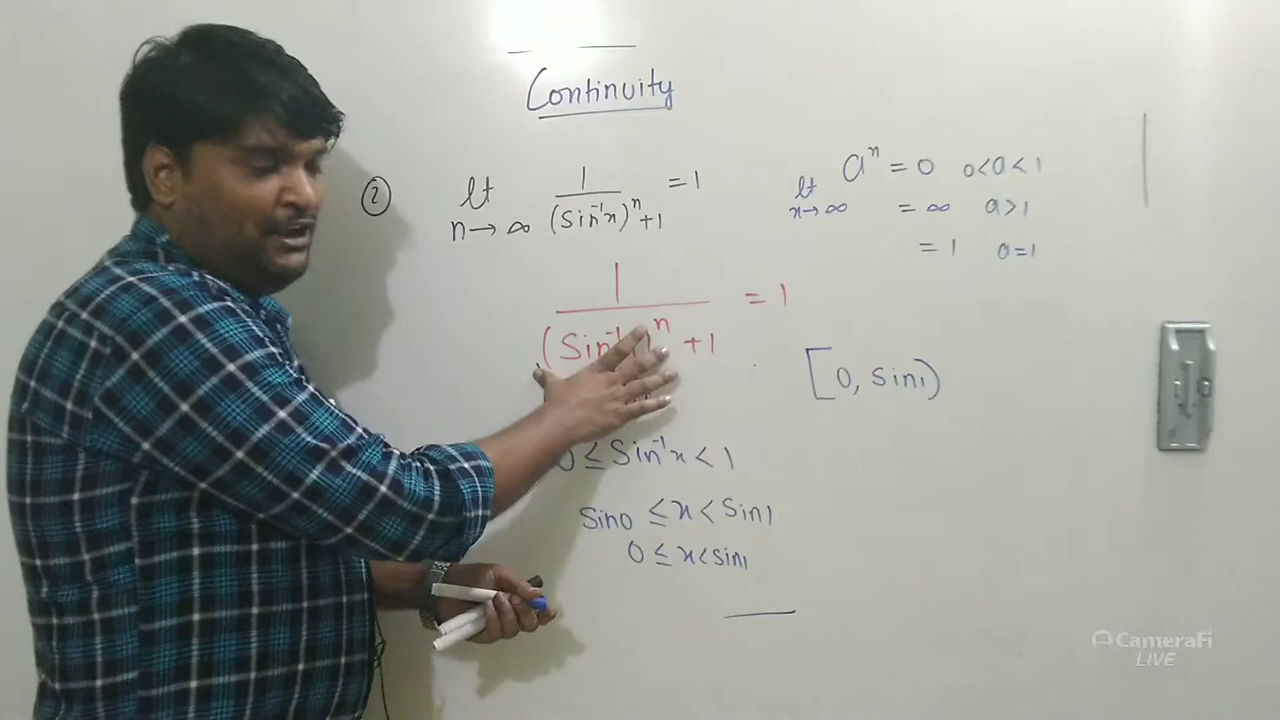 Continuity
② lt n→∞ 1/((Sin⁻¹x)ⁿ+1) = 1
lt n→∞ aⁿ = 0 0<a<1
= ∞ a>1
= 1 a=1
1/((Sin⁻¹ )ⁿ +1) = 1
[0, Sin1)
0 ≤ Sin⁻¹x < 1
Sin0 ≤ x < Sin1
0 ≤ x < Sin1
CameraFi
LIVE